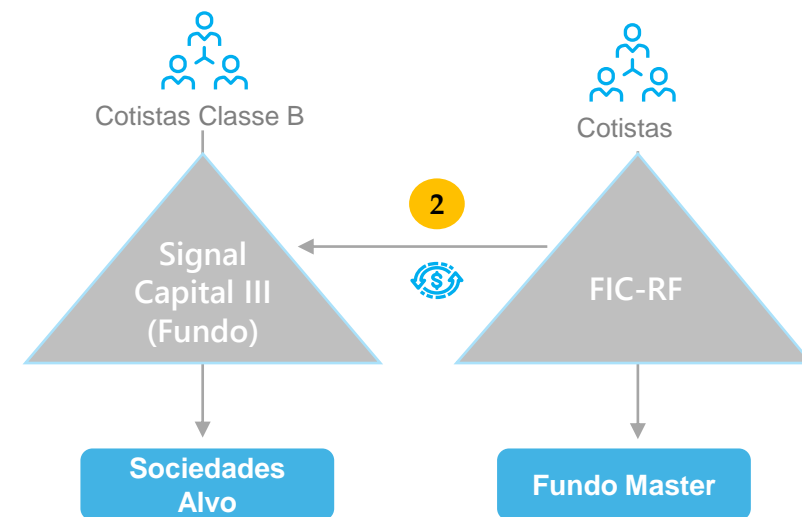 Cotistas Classe B
Cotistas
2
$
Signal
Capital III
(Fundo)
FIC-RF
Sociedades
Alvo
Fundo Master